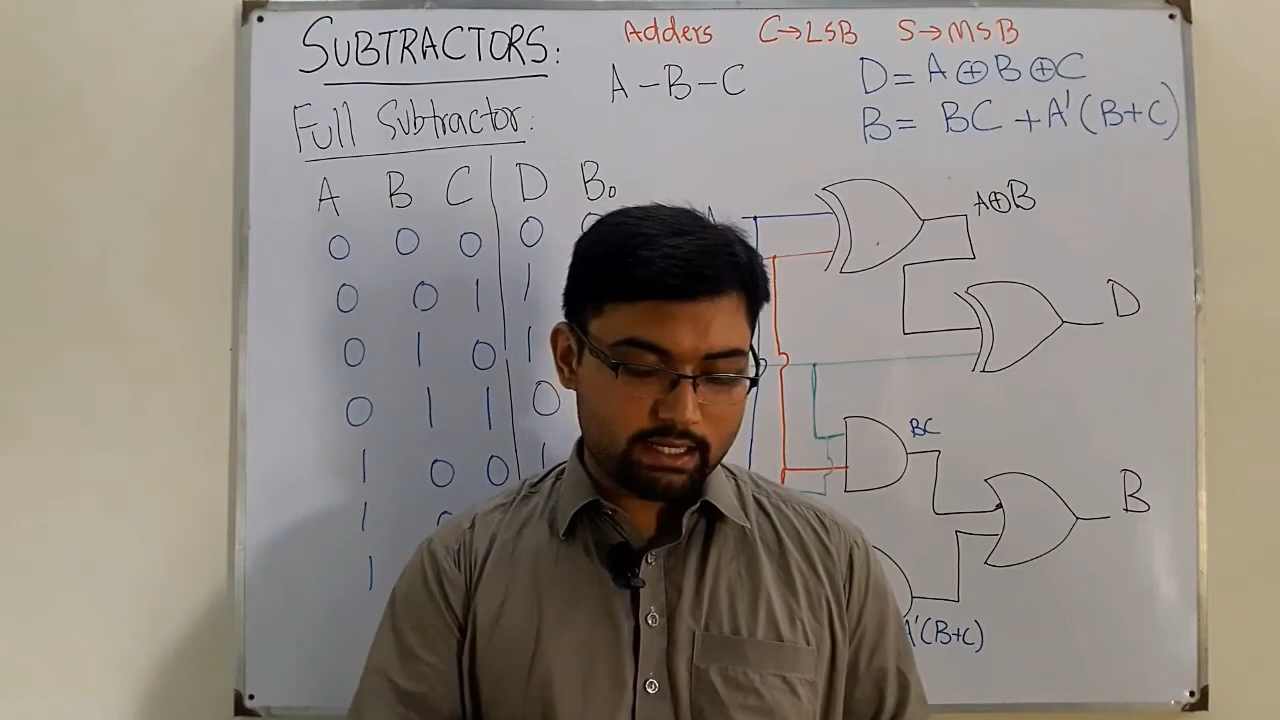 SUBTRACTORS:
Adders C→LSB S→MSB
A-B-C
D= A⊕B⊕C
B= BC +A'(B+C)
Full Subtractor:
A B C D B₀
0 0 0 0
0 0 1 1
0 1 0 1
0 1 1 0
1 0 0 1
1
1
A⊕B
D
BC
B
A'(B+C)